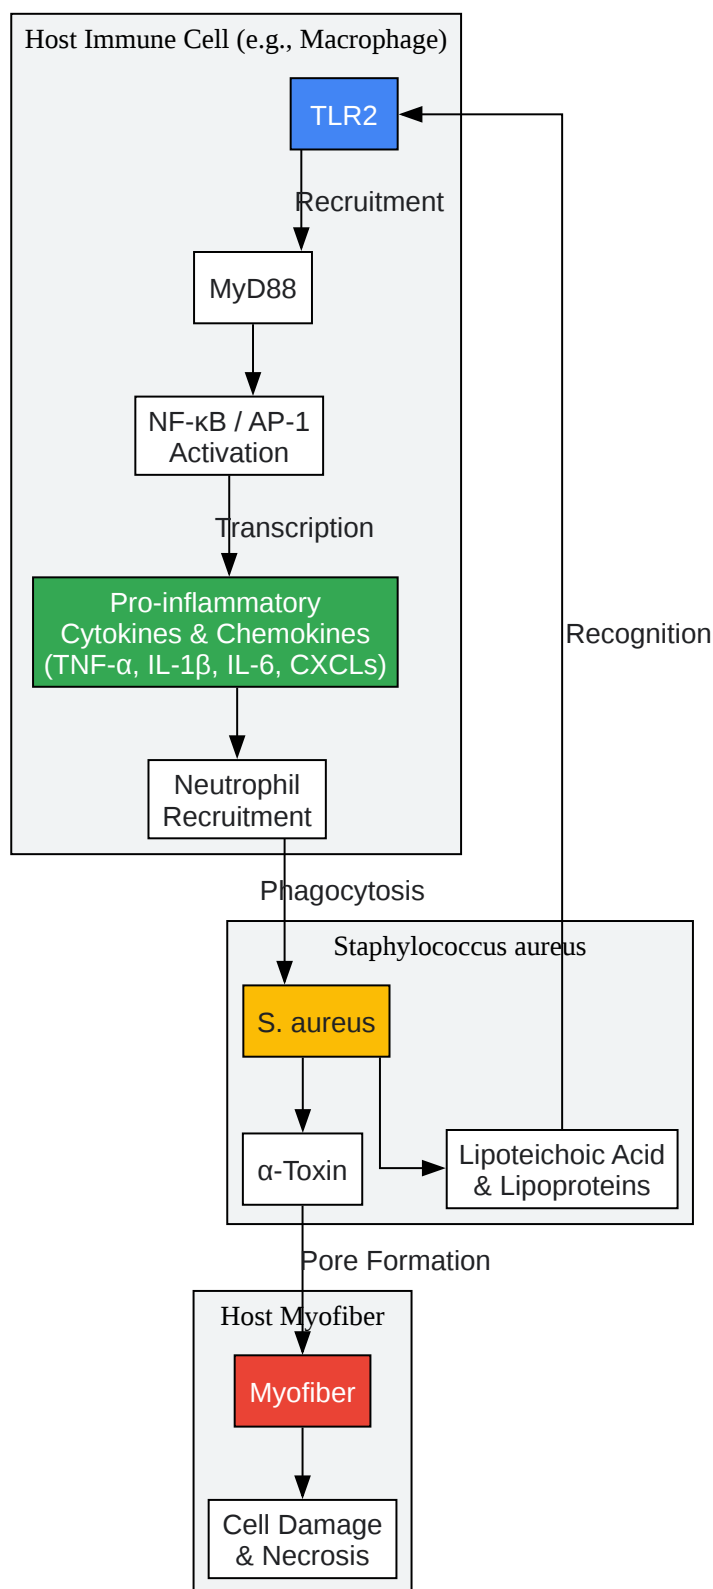 Host Immune Cell (e.g., Macrophage)
TLR2
Recruitment
MyD88
NF-κB / AP-1
Activation
Transcription
Pro-inflammatory
Cytokines & Chemokines
(TNF-α, IL-1β, IL-6, CXCLs)
Recognition
Neutrophil
Recruitment
Phagocytosis
Staphylococcus aureus
S. aureus
α-Toxin
Lipoteichoic Acid
& Lipoproteins
Pore Formation
Host Myofiber
Myofiber
Cell Damage
& Necrosis